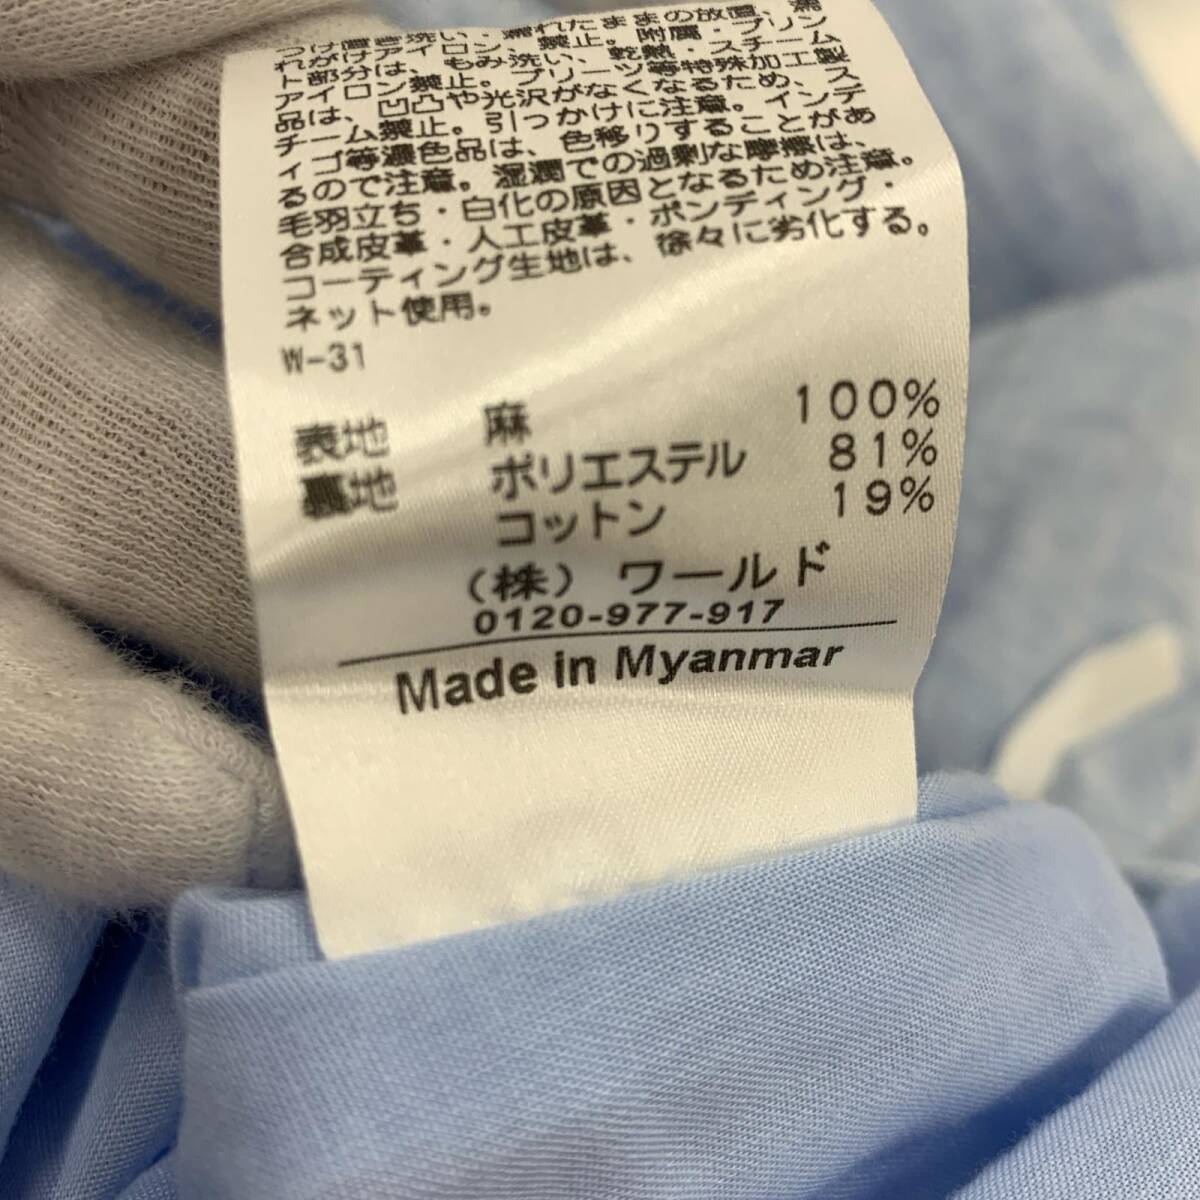 つけ置き洗い・濡れたままの放置、濡
れがけアイロン、禁止。附属・プリン
ト部分は、もみ洗い、乾熱・スチーム
アイロン禁止。プリーツ等特殊加工製
品は、凹凸や光沢がなくなるため、ス
チーム禁止。引っかけに注意。インデ
ィゴ等濃色品は、色移りすることがあ
るので注意。湿潤での過剰な摩擦は、
毛羽立ち・白化の原因となるため注意。
合成皮革・人工皮革・ボンディング・
コーティング生地は、徐々に劣化する。
ネット使用。
W-31
表地 麻 100%
裏地 ポリエステル 81%
コットン 19%
(株) ワールド
0120-977-917
Made in Myanmar